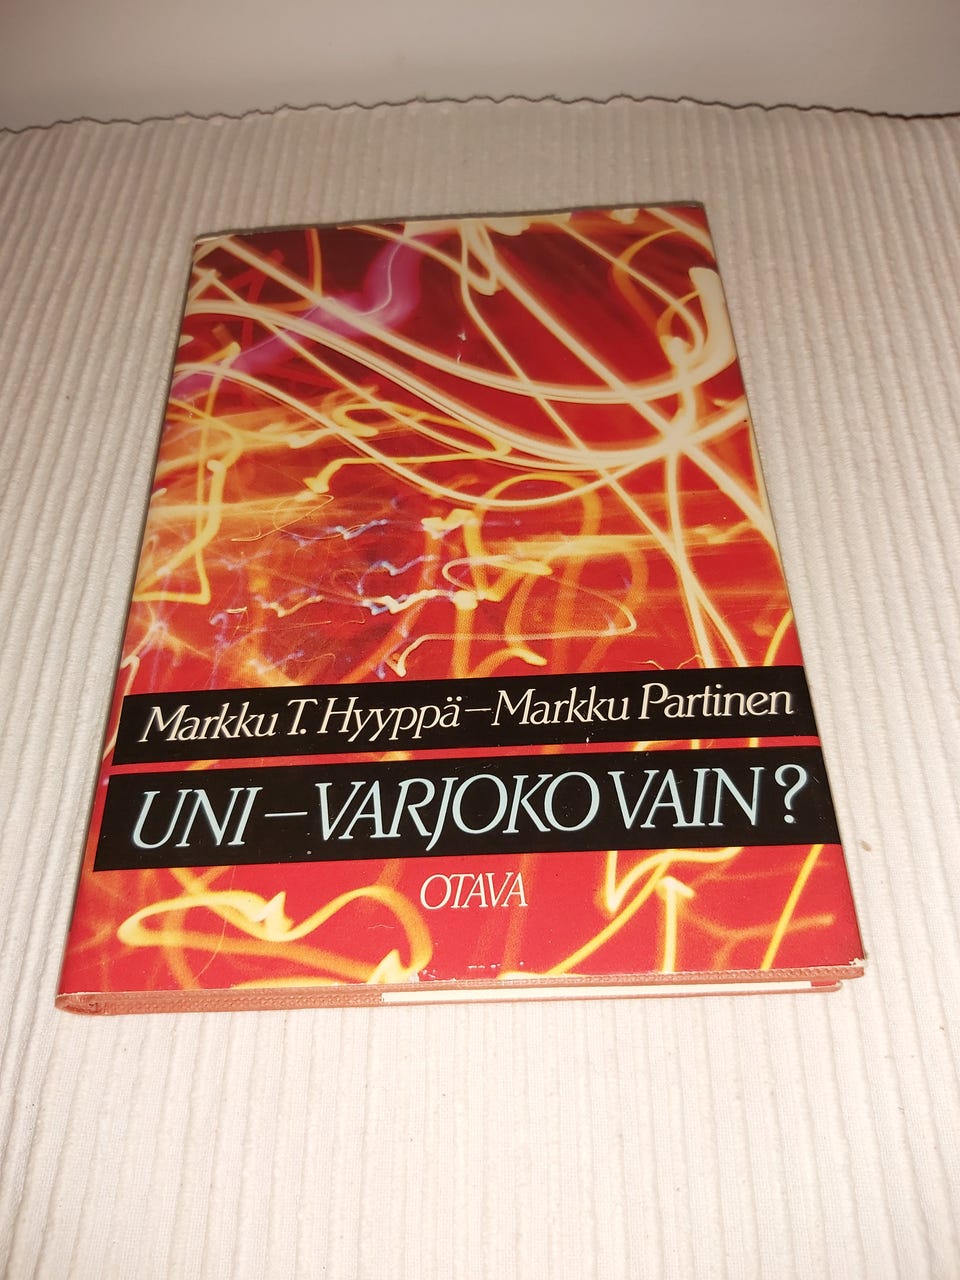 Markku T. Hyyppä – Markku Partinen
UNI – VARJOKO VAIN?
OTAVA